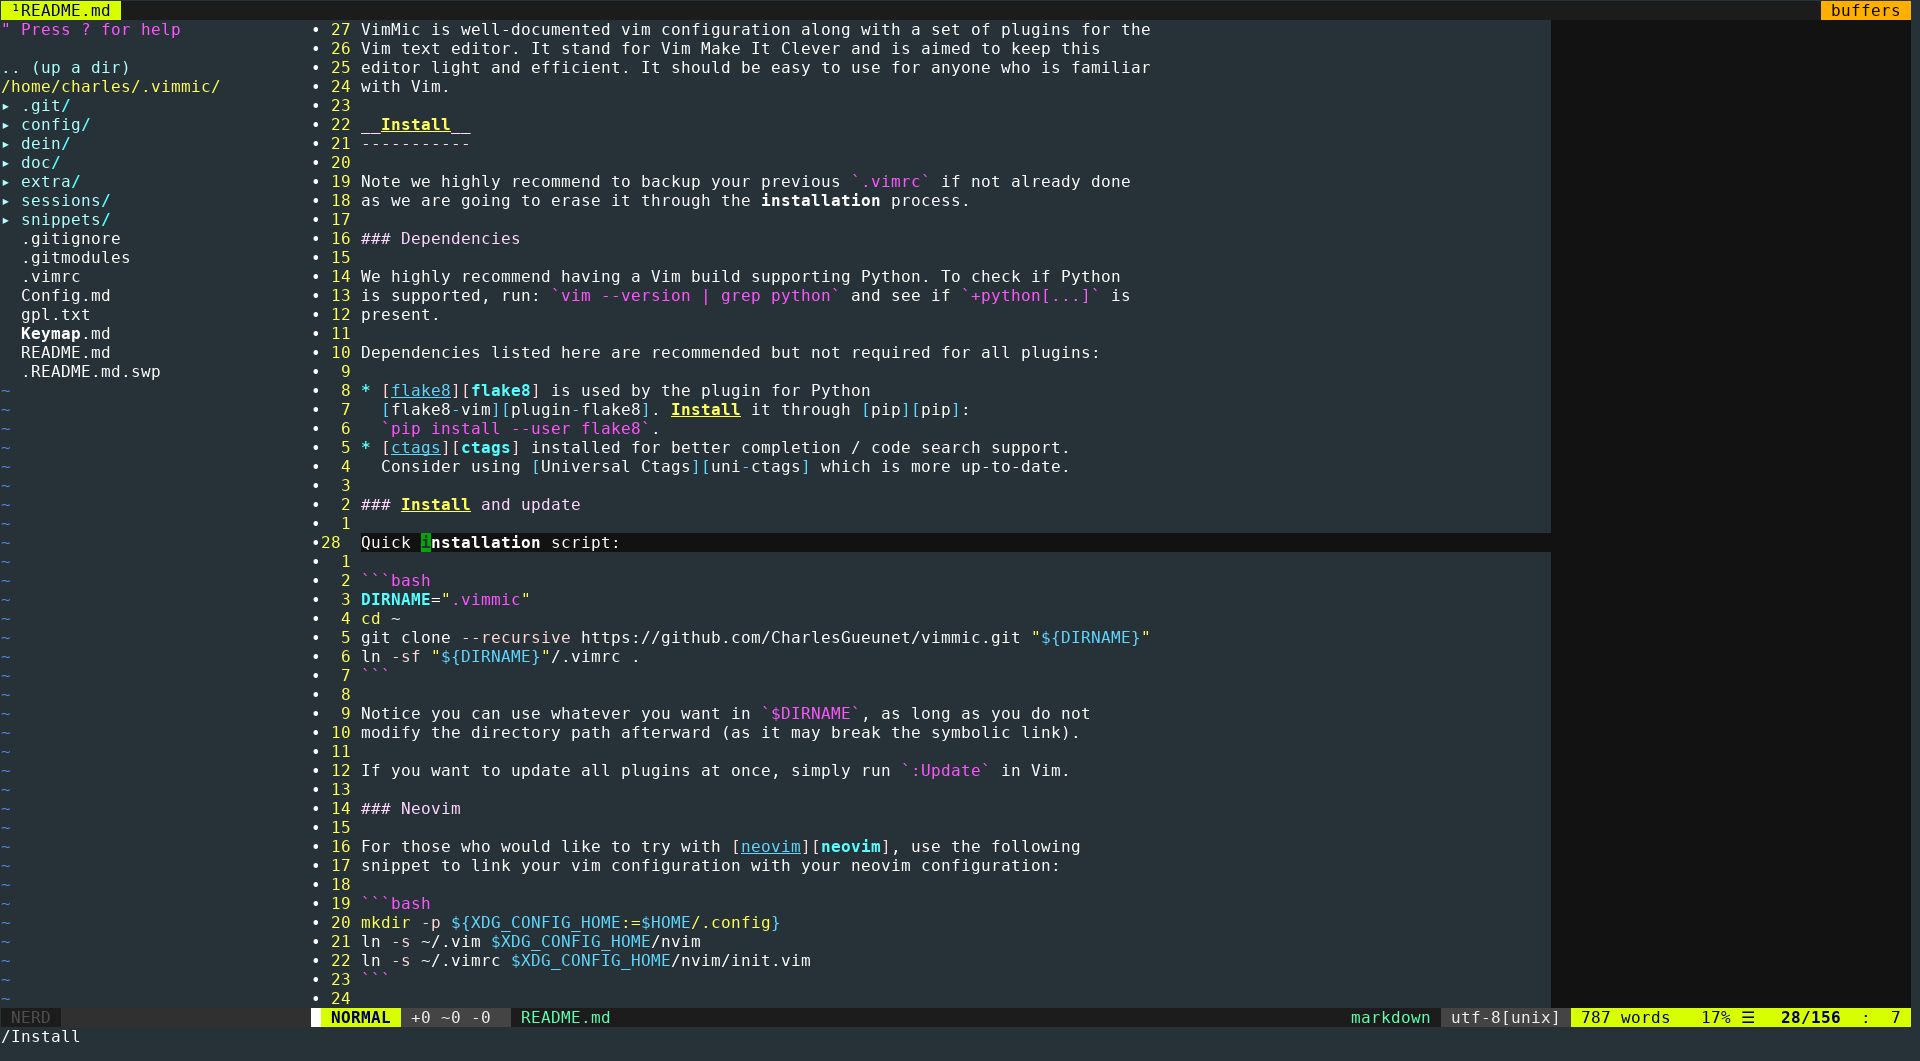 ¹README.md buffers
" Press ? for help • 27 VimMic is well-documented vim configuration along with a set of plugins for the
• 26 Vim text editor. It stand for Vim Make It Clever and is aimed to keep this
.. (up a dir) • 25 editor light and efficient. It should be easy to use for anyone who is familiar
/home/charles/.vimmic/ • 24 with Vim.
▸ .git/ • 23
▸ config/ • 22 __Install__
▸ dein/ • 21 -----------
▸ doc/ • 20
▸ extra/ • 19 Note we highly recommend to backup your previous `.vimrc` if not already done
▸ sessions/ • 18 as we are going to erase it through the installation process.
▸ snippets/ • 17
.gitignore • 16 ### Dependencies
.gitmodules • 15
.vimrc • 14 We highly recommend having a Vim build supporting Python. To check if Python
Config.md • 13 is supported, run: `vim --version | grep python` and see if `+python[...]` is
gpl.txt • 12 present.
Keymap.md • 11
README.md • 10 Dependencies listed here are recommended but not required for all plugins:
.README.md.swp • 9
~ • 8 * [flake8][flake8] is used by the plugin for Python
~ • 7 [flake8-vim][plugin-flake8]. Install it through [pip][pip]:
~ • 6 `pip install --user flake8`.
~ • 5 * [ctags][ctags] installed for better completion / code search support.
~ • 4 Consider using [Universal Ctags][uni-ctags] which is more up-to-date.
~ • 3
~ • 2 ### Install and update
~ • 1
~ •28 Quick installation script:
~ • 1
~ • 2 ```bash
~ • 3 DIRNAME=".vimmic"
~ • 4 cd ~
~ • 5 git clone --recursive https://github.com/CharlesGueunet/vimmic.git "${DIRNAME}"
~ • 6 ln -sf "${DIRNAME}"/.vimrc .
~ • 7 ```
~ • 8
~ • 9 Notice you can use whatever you want in `$DIRNAME`, as long as you do not
~ • 10 modify the directory path afterward (as it may break the symbolic link).
~ • 11
~ • 12 If you want to update all plugins at once, simply run `:Update` in Vim.
~ • 13
~ • 14 ### Neovim
~ • 15
~ • 16 For those who would like to try with [neovim][neovim], use the following
~ • 17 snippet to link your vim configuration with your neovim configuration:
~ • 18
~ • 19 ```bash
~ • 20 mkdir -p ${XDG_CONFIG_HOME:=$HOME/.config}
~ • 21 ln -s ~/.vim $XDG_CONFIG_HOME/nvim
~ • 22 ln -s ~/.vimrc $XDG_CONFIG_HOME/nvim/init.vim
~ • 23 ```
~ • 24
NERD NORMAL +0 ~0 -0 README.md markdown utf-8[unix] 787 words 17% ☰ 28/156 : 7
/Install